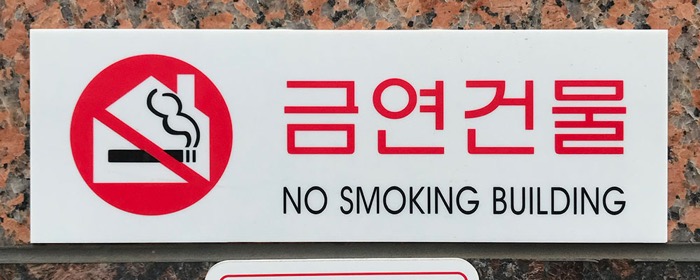 금연건물
NO SMOKING BUILDING